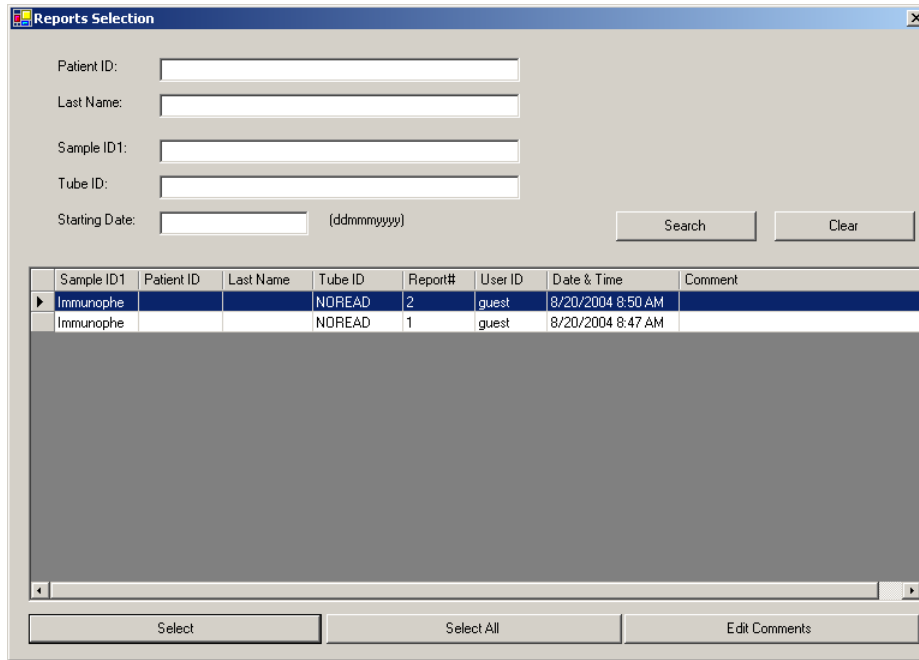 Reports Selection
Patient ID:
Last Name:
Sample ID1:
Tube ID:
Starting Date: (ddmmmyyyy) Search Clear
Sample ID1 Patient ID Last Name Tube ID Report# User ID Date & Time Comment
Immunophe NOREAD 2 guest 8/20/2004 8:50 AM
Immunophe NOREAD 1 guest 8/20/2004 8:47 AM
Select Select All Edit Comments